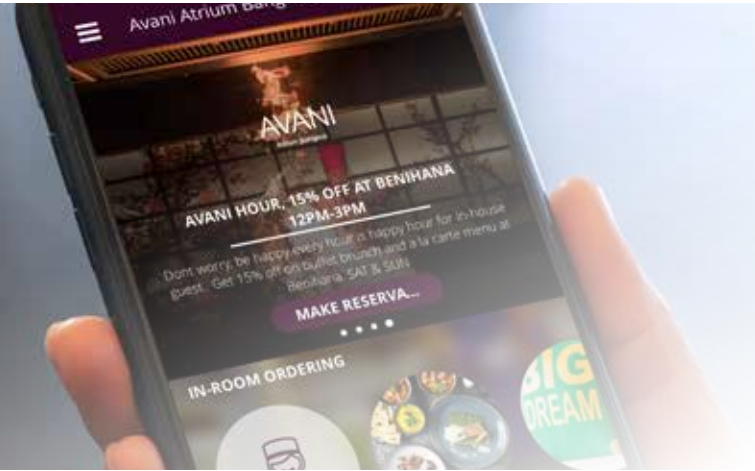 Avani Atrium Bang
AVANI
AVANI HOUR, 15% OFF AT BENIHANA
12PM-3PM
Dont worry, be happy every hour is happy hour for in-house
guest. Get 15% off on buffet brunch and a la carte menu at
Benihana. SAT & SUN
MAKE RESERVA...
IN-ROOM ORDERING
BIG
DREAM